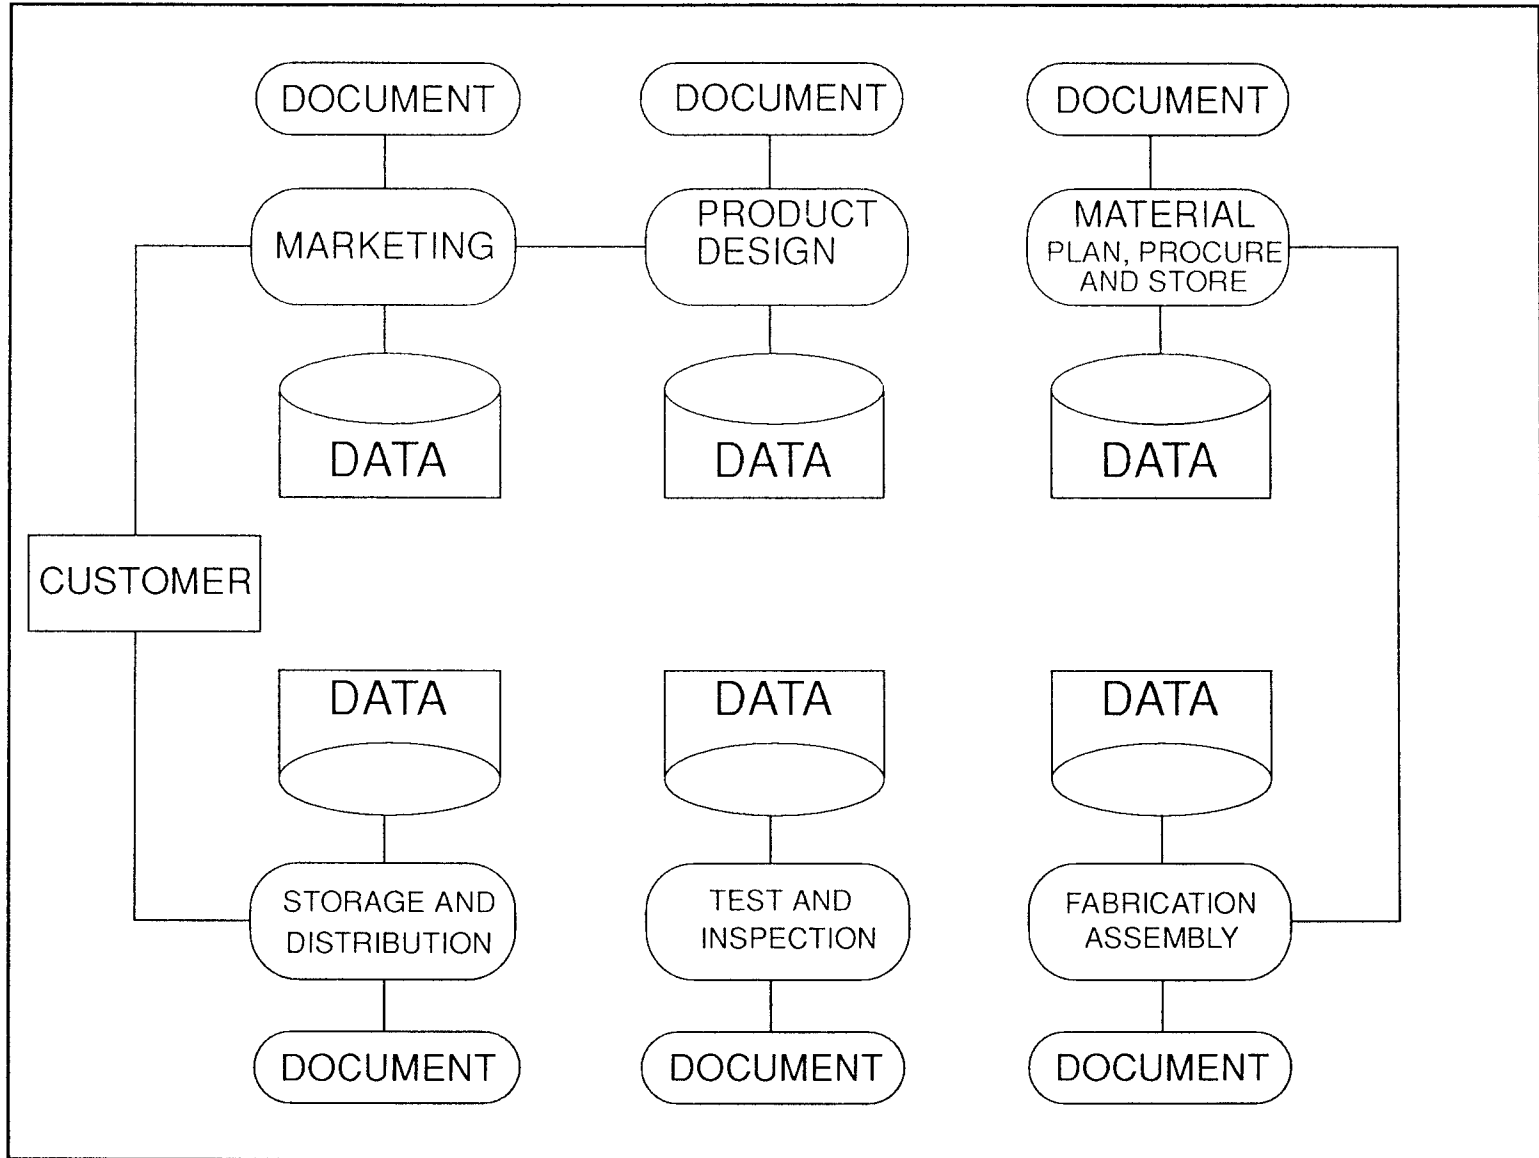 DOCUMENT
DOCUMENT
DOCUMENT
MARKETING
PRODUCT
DESIGN
MATERIAL
PLAN, PROCURE
AND STORE
DATA
DATA
DATA
CUSTOMER
DATA
DATA
DATA
STORAGE AND
DISTRIBUTION
TEST AND
INSPECTION
FABRICATION
ASSEMBLY
DOCUMENT
DOCUMENT
DOCUMENT